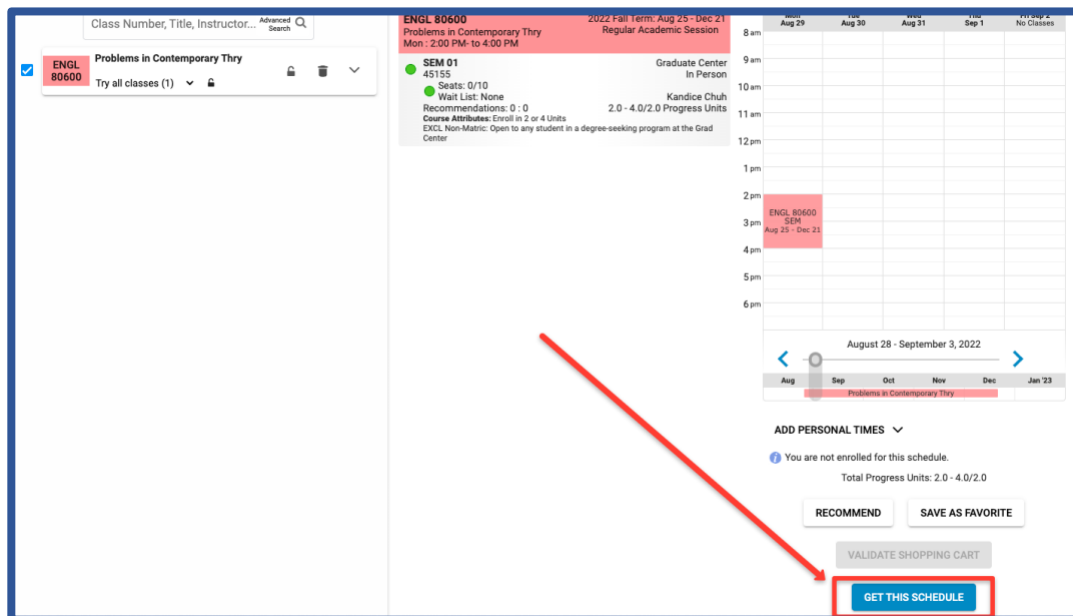 Class Number, Title, Instructor... Advanced Search
ENGL 80600
Problems in Contemporary Thry
Try all classes (1)
ENGL 80600
2022 Fall Term: Aug 25 - Dec 21
Problems in Contemporary Thry
Regular Academic Session
Mon : 2:00 PM- to 4:00 PM
SEM 01
Graduate Center
45155
In Person
Seats: 0/10
Wait List: None
Kandice Chuh
Recommendations: 0 : 0
2.0 - 4.0/2.0 Progress Units
Course Attributes: Enroll in 2 or 4 Units
EXCL Non-Matric: Open to any student in a degree-seeking program at the Grad
Center
Mon Tue Wed Thu Fri Sep 2
Aug 29 Aug 30 Aug 31 Sep 1 No Classes
8 am
9 am
10 am
11 am
12 pm
1 pm
2 pm
ENGL 80600
SEM
3 pm
Aug 25 - Dec 21
4 pm
5 pm
6 pm
August 28 - September 3, 2022
Aug Sep Oct Nov Dec Jan '23
Problems in Contemporary Thry
ADD PERSONAL TIMES
You are not enrolled for this schedule.
Total Progress Units: 2.0 - 4.0/2.0
RECOMMEND SAVE AS FAVORITE
VALIDATE SHOPPING CART
GET THIS SCHEDULE